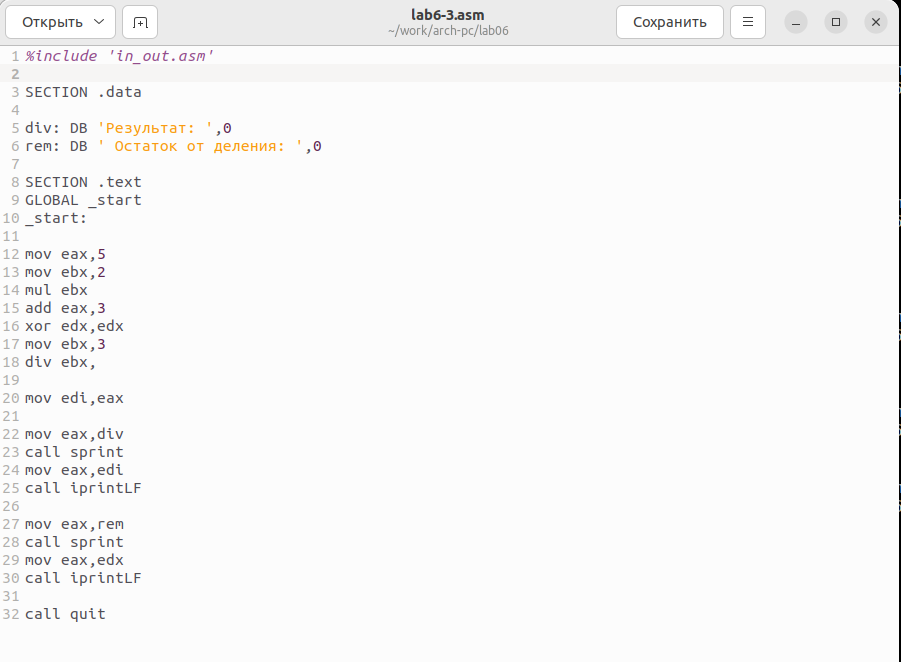 Открыть
lab6-3.asm
~/work/arch-pc/lab06
Сохранить
1 %include 'in_out.asm'
2
3 SECTION .data
4
5 div: DB 'Результат: ',0
6 rem: DB ' Остаток от деления: ',0
7
8 SECTION .text
9 GLOBAL _start
10 _start:
11
12 mov eax,5
13 mov ebx,2
14 mul ebx
15 add eax,3
16 xor edx,edx
17 mov ebx,3
18 div ebx,
19
20 mov edi,eax
21
22 mov eax,div
23 call sprint
24 mov eax,edi
25 call iprintLF
26
27 mov eax,rem
28 call sprint
29 mov eax,edx
30 call iprintLF
31
32 call quit